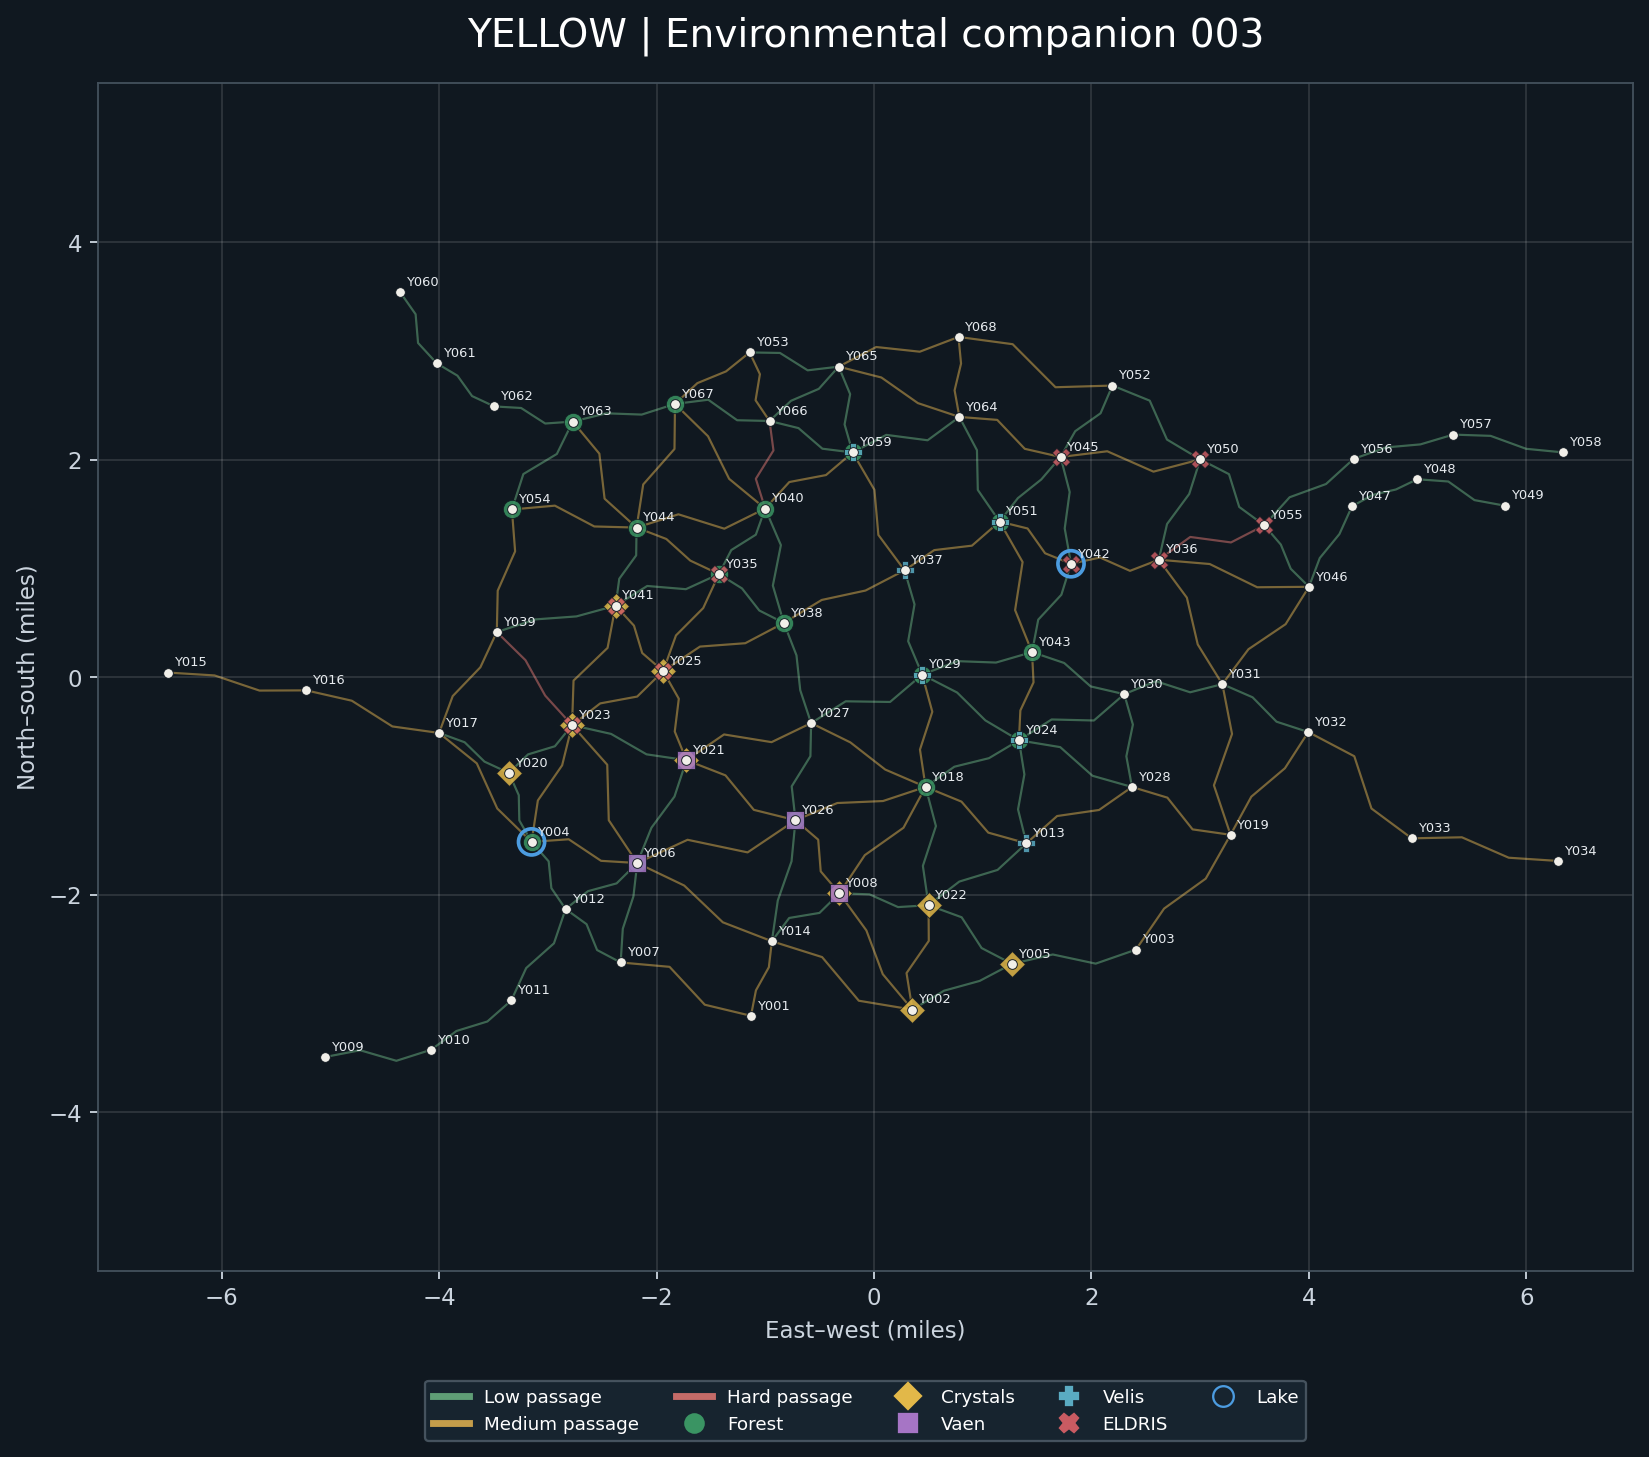 YELLOW | Environmental companion 003
Y060
Y068
Y053
Y065
Y061
Y052
Y062
Y067
Y064
Y063
Y066
Y057
Y059
Y045
Y050
Y056
Y058
Y048
Y054
Y040
Y047
Y049
Y044
Y051
Y055
Y035
Y037
Y042
Y036
Y041
Y046
Y039
Y038
Y043
Y015
Y025
Y029
Y031
Y016
Y030
Y017
Y023
Y027
Y032
Y024
Y020
Y021
Y018
Y028
Y004
Y026
Y013
Y019
Y033
Y006
Y034
Y012
Y008
Y022
Y014
Y007
Y005
Y003
Y011
Y001
Y002
Y009
Y010
4
2
0
−2
−4
North–south (miles)
−6
−4
−2
0
2
4
6
East–west (miles)
Low passage
Medium passage
Hard passage
Forest
Crystals
Vaen
Velis
ELDRIS
Lake